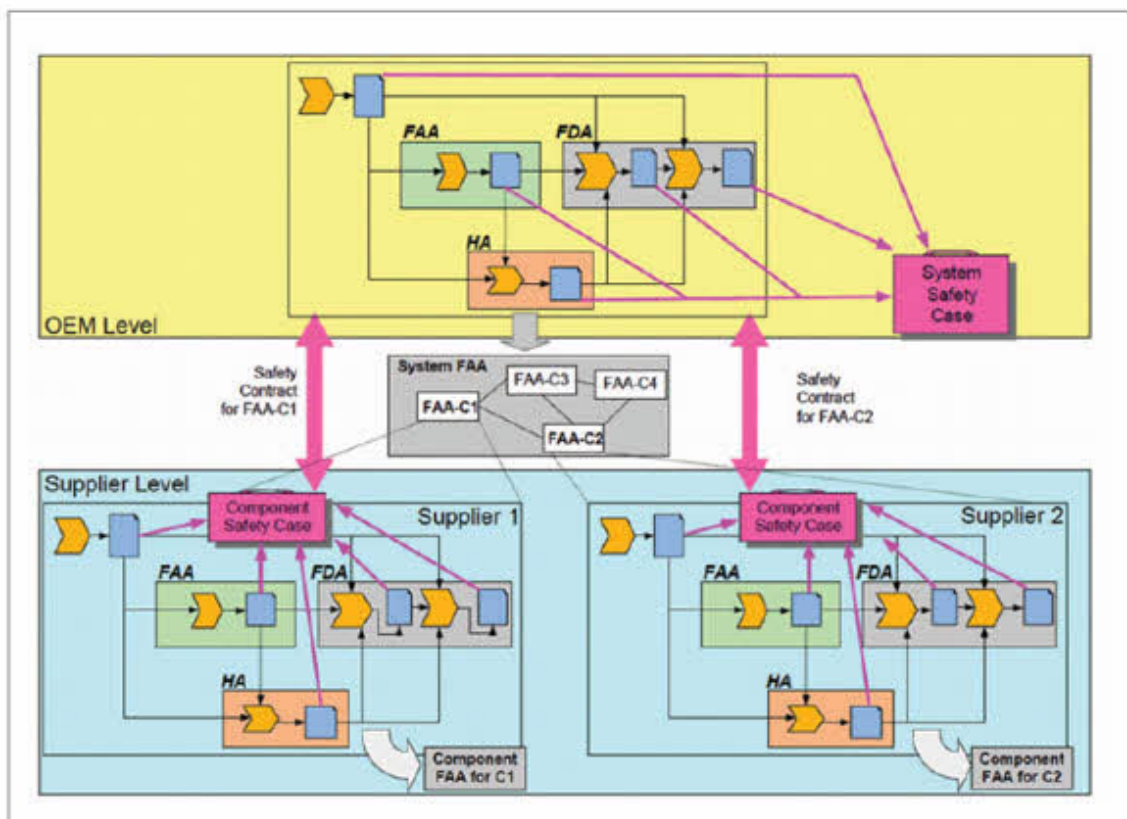 FAA
FDA
HA
System
Safety
Case
OEM Level
Safety
Contract
for FAA-C1
System FAA
FAA-C3
FAA-C4
FAA-C1
FAA-C2
Safety
Contract
for FAA-C2
Supplier Level
Component
Safety Case
Supplier 1
FAA
FDA
HA
Component
FAA for C1
Component
Safety Case
Supplier 2
FAA
FDA
HA
Component
FAA for C2